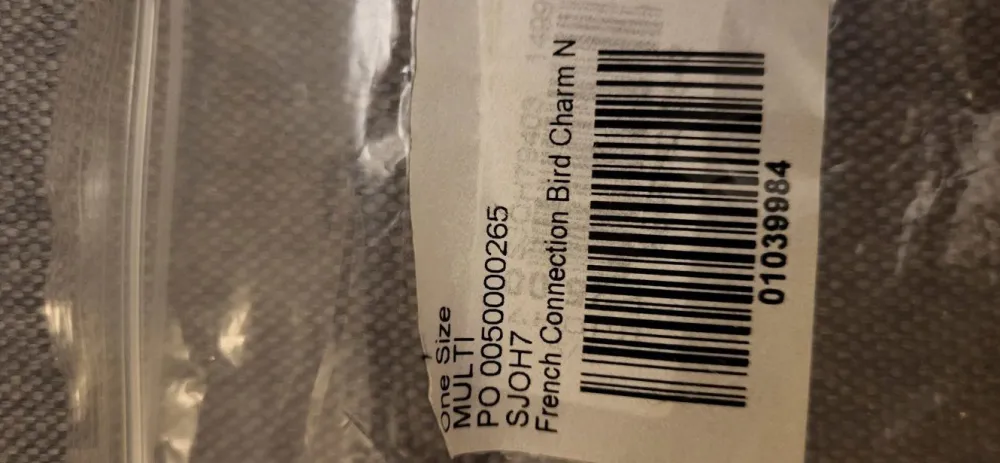 One Size
MULTI
PO 0050000265
SJOH7
French Connection Bird Charm N
01039984